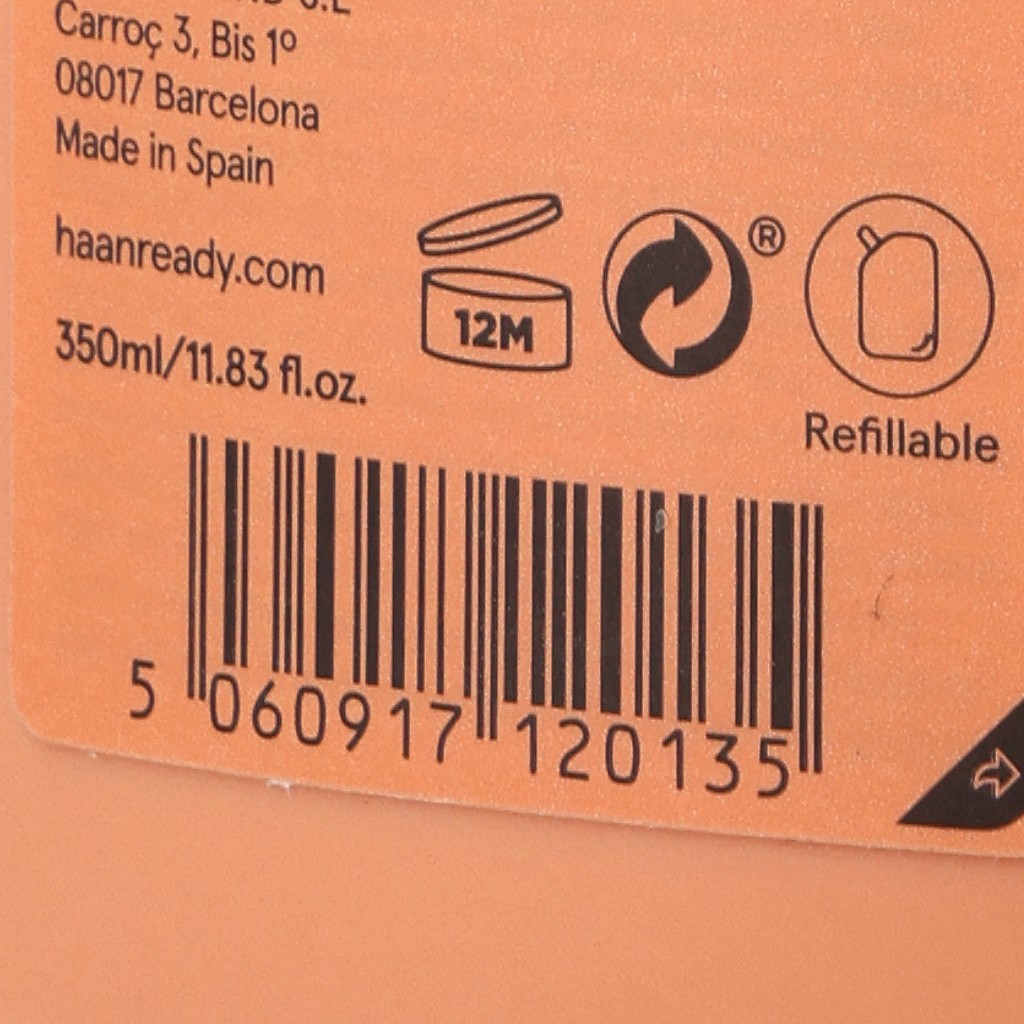 Carroç 3, Bis 1º
08017 Barcelona
Made in Spain
haanready.com
350ml/11.83 fl.oz.
12M
®
Refillable
5 060917 120135